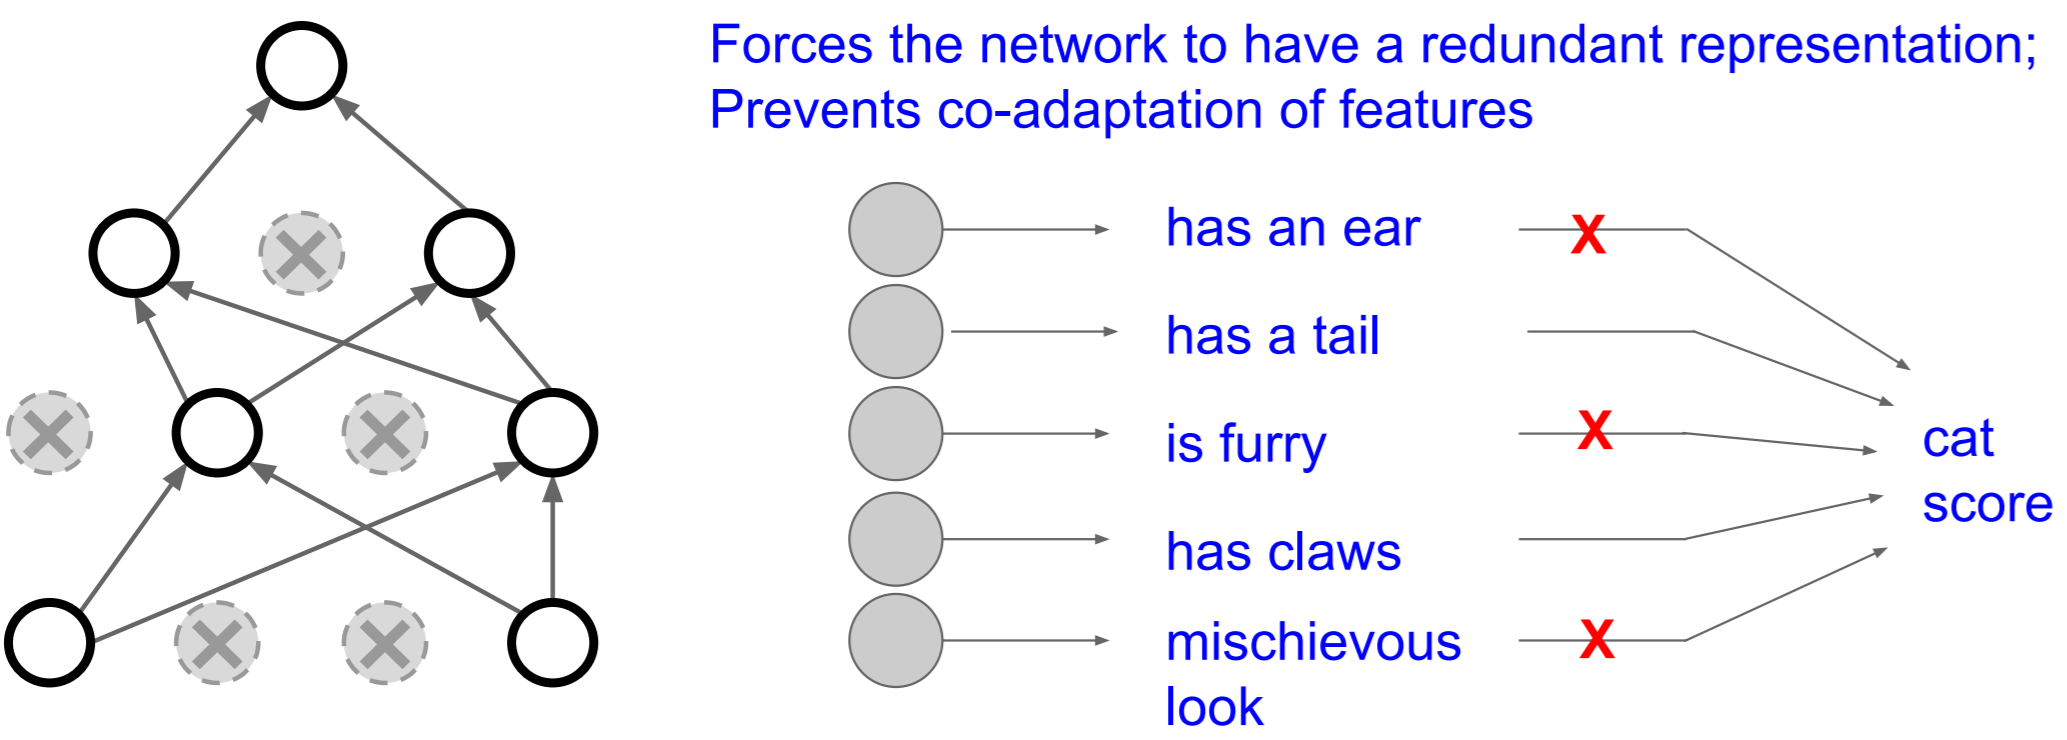 Forces the network to have a redundant representation;
Prevents co-adaptation of features
has an ear
X
has a tail
is furry
X
cat
score
has claws
mischievous
look
X